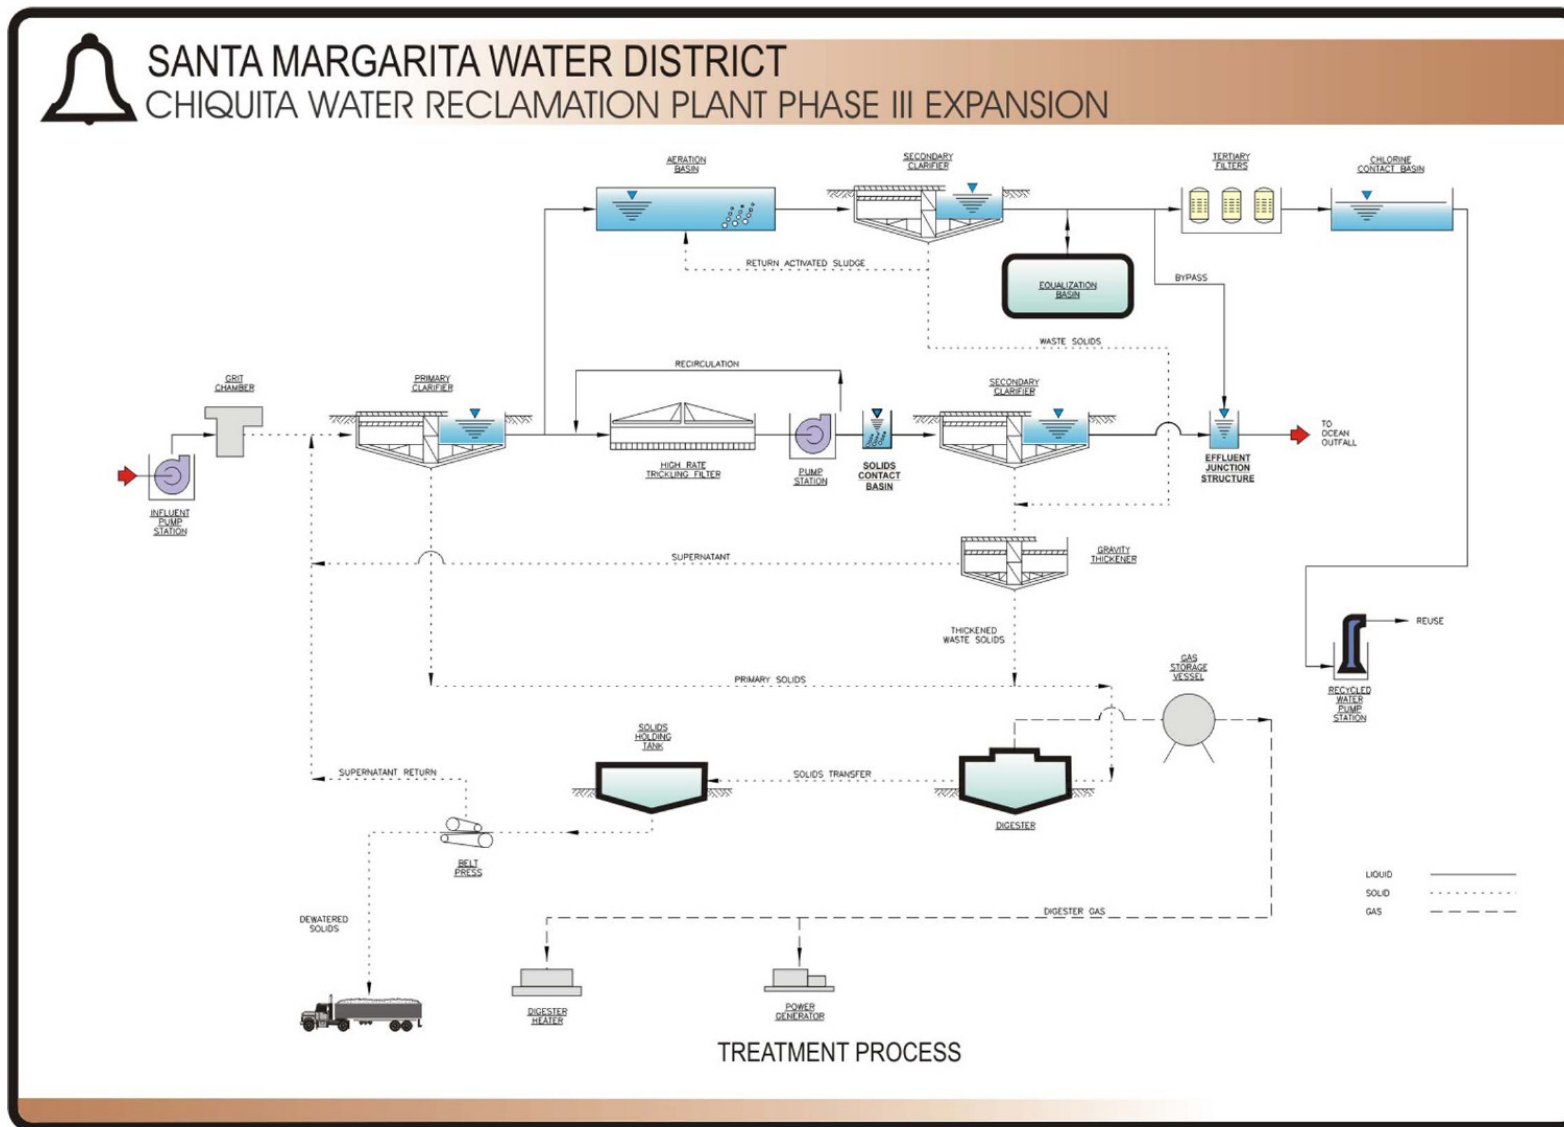 SANTA MARGARITA WATER DISTRICT
CHIQUITA WATER RECLAMATION PLANT PHASE III EXPANSION
AERATION
BASIN
SECONDARY
CLARIFIER
TERTIARY
FILTERS
CHLORINE
CONTACT BASIN
RETURN ACTIVATED SLUDGE
EQUALIZATION
BASIN
BYPASS
WASTE SOLIDS
GRIT
CHAMBER
PRIMARY
CLARIFIER
RECIRCULATION
SECONDARY
CLARIFIER
TO
OCEAN
OUTFALL
HIGH RATE
TRICKLING FILTER
PUMP
STATION
SOLIDS
CONTACT
BASIN
EFFLUENT
JUNCTION
STRUCTURE
INFLUENT
PUMP
STATION
SUPERNATANT
GRAVITY
THICKENER
THICKENED
WASTE SOLIDS
REUSE
GAS
STORAGE
VESSEL
PRIMARY SOLIDS
RECYCLED
WATER
PUMP
STATION
SOLIDS
HOLDING
TANK
SUPERNATANT RETURN
SOLIDS TRANSFER
DIGESTER
BELT
PRESS
LIQUID
SOLID
GAS
DEWATERED
SOLIDS
DIGESTER GAS
DIGESTER
HEATER
POWER
GENERATOR
TREATMENT PROCESS